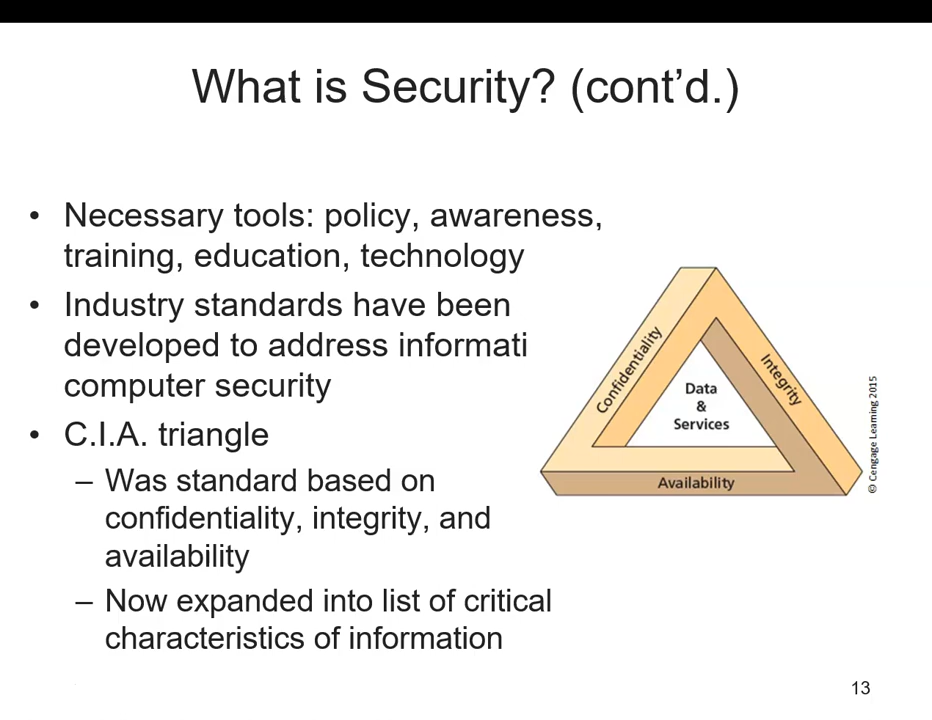 What is Security? (cont’d.)
• Necessary tools: policy, awareness,
training, education, technology
• Industry standards have been
developed to address informati
computer security
• C.I.A. triangle
– Was standard based on
confidentiality, integrity, and
availability
– Now expanded into list of critical
characteristics of information
Confidentiality
Integrity
Data
&
Services
Availability
© Cengage Learning 2015
13